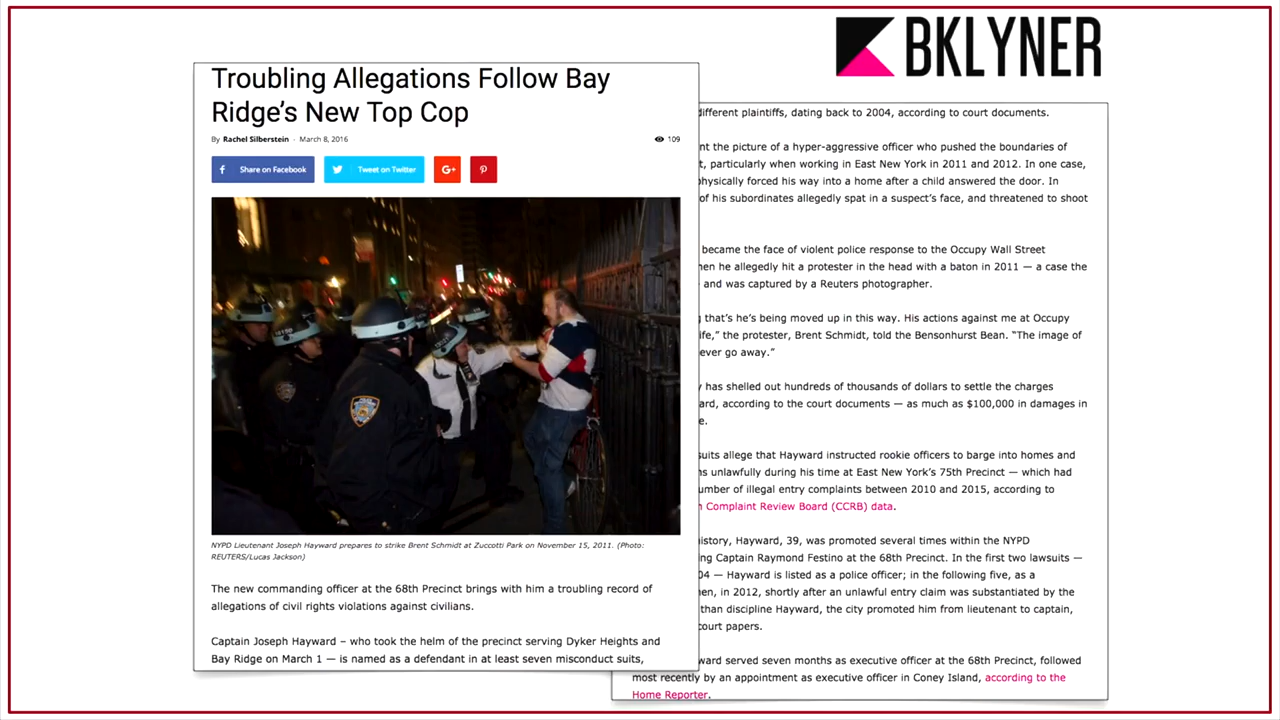 BKLYNER
Troubling Allegations Follow Bay
Ridge's New Top Cop
By Rachel Silberstein - March 8, 2016
109
Share on Facebook
Tweet on Twitter
G+
NYPD Lieutenant Joseph Hayward prepares to strike Brent Schmidt at Zuccotti Park on November 15, 2011. (Photo:
REUTERS/Lucas Jackson)
The new commanding officer at the 68th Precinct brings with him a troubling record of
allegations of civil rights violations against civilians.
Captain Joseph Hayward – who took the helm of the precinct serving Dyker Heights and
Bay Ridge on March 1 — is named as a defendant in at least seven misconduct suits,
different plaintiffs, dating back to 2004, according to court documents.
the picture of a hyper-aggressive officer who pushed the boundaries of
particularly when working in East New York in 2011 and 2012. In one case,
physically forced his way into a home after a child answered the door. In
of his subordinates allegedly spat in a suspect's face, and threatened to shoot
became the face of violent police response to the Occupy Wall Street
he allegedly hit a protester in the head with a baton in 2011 — a case the
and was captured by a Reuters photographer.
that's he's being moved up in this way. His actions against me at Occupy
the protester, Brent Schmidt, told the Bensonhurst Bean. "The image of
go away."
has shelled out hundreds of thousands of dollars to settle the charges
according to the court documents — as much as $100,000 in damages in
allege that Hayward instructed rookie officers to barge into homes and
unlawfully during his time at East New York's 75th Precinct — which had
of illegal entry complaints between 2010 and 2015, according to
Complaint Review Board (CCRB) data.
Hayward, 39, was promoted several times within the NYPD
Captain Raymond Festino at the 68th Precinct. In the first two lawsuits —
— Hayward is listed as a police officer; in the following five, as a
in 2012, shortly after an unlawful entry claim was substantiated by the
than discipline Hayward, the city promoted him from lieutenant to captain,
court papers.
served seven months as executive officer at the 68th Precinct, followed
most recently by an appointment as executive officer in Coney Island, according to the
Home Reporter.